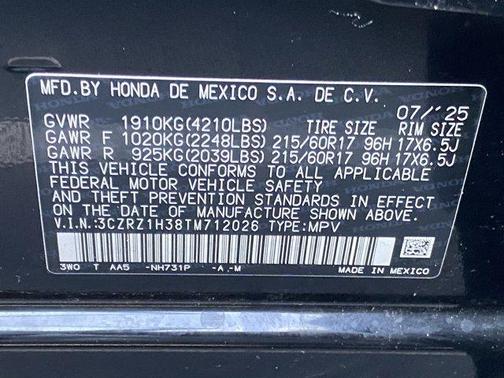 MFD.BY HONDA DE MEXICO S.A. DE C.V.
07/'25
GVWR 1910KG(4210LBS) TIRE SIZE RIM SIZE
GAWR F 1020KG(2248LBS) 215/60R17 96H 17X6.5J
GAWR R 925KG(2039LBS) 215/60R17 96H 17X6.5J
THIS VEHICLE CONFORMS TO ALL APPLICABLE
FEDERAL MOTOR VEHICLE SAFETY
AND THEFT PREVENTION STANDARDS IN EFFECT
ON THE DATE OF MANUFACTURE SHOWN ABOVE.
V.I.N.:3CZRZ1H38TM712026 TYPE:MPV
3WO T AA5 -NH731P -A.-M MADE IN MEXICO